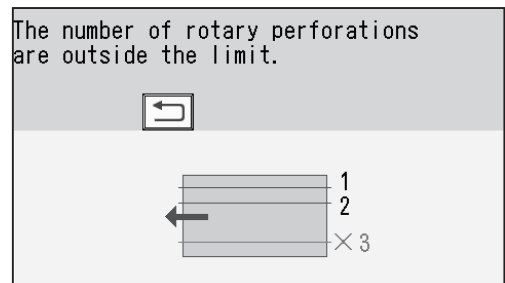 The number of rotary perforations
are outside the limit.
1
2
× 3